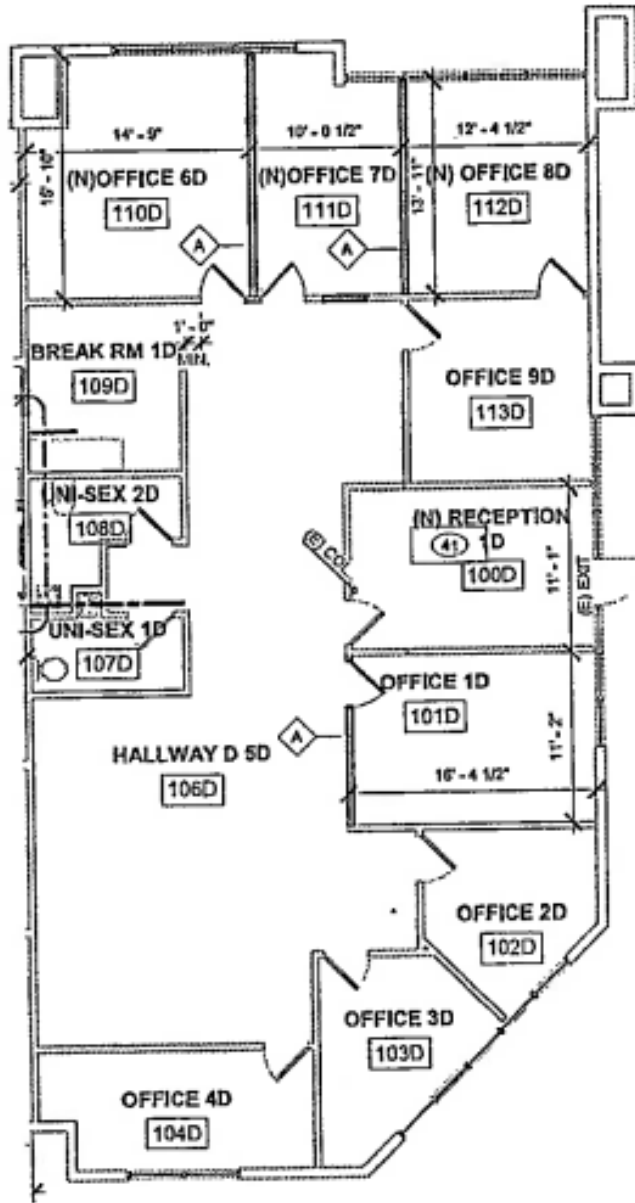 14' - 9"
10' - 0 1/2"
12' - 4 1/2"
15' - 10"
13' - 11"
(N)OFFICE 6D
110D
(N)OFFICE 7D
111D
(N) OFFICE 8D
112D
A
A
1' - 0"
MIN.
BREAK RM 1D
109D
OFFICE 9D
113D
UNI-SEX 2D
108D
(N) RECEPTION
1D
41
100D
11' - 1"
(E) EXIT
(E) COL
UNI-SEX 1D
107D
OFFICE 1D
101D
A
HALLWAY D 5D
106D
16' - 4 1/2"
11' - 2"
OFFICE 2D
102D
OFFICE 3D
103D
OFFICE 4D
104D